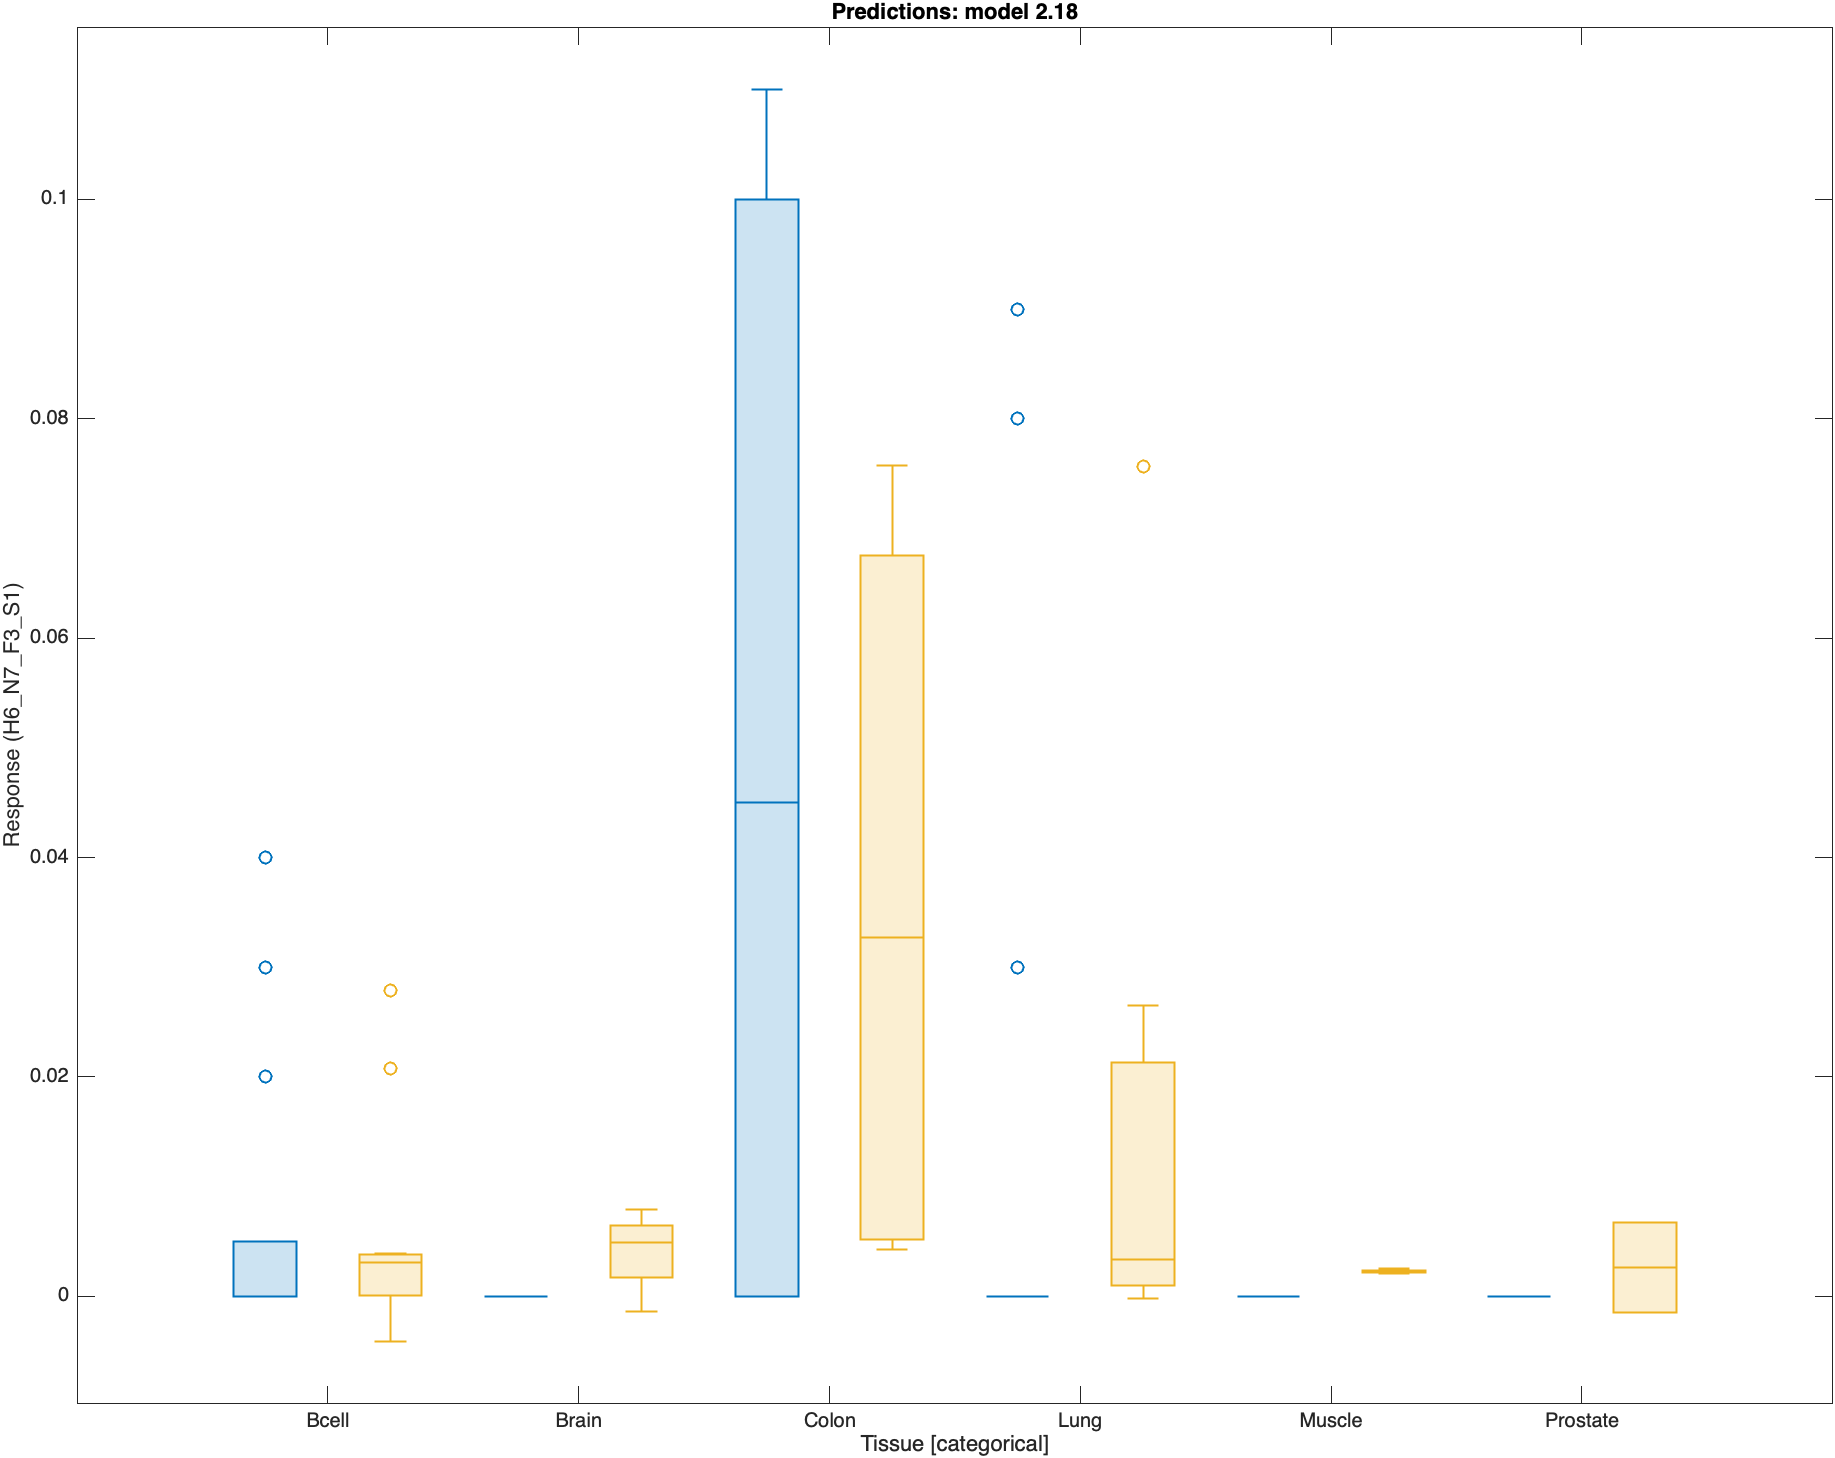 Predictions: model 2.18
0.1
0.08
0.06
0.04
0.02
0
Response (H6_N7_F3_S1)
Bcell Brain Colon Lung Muscle Prostate
Tissue [categorical]